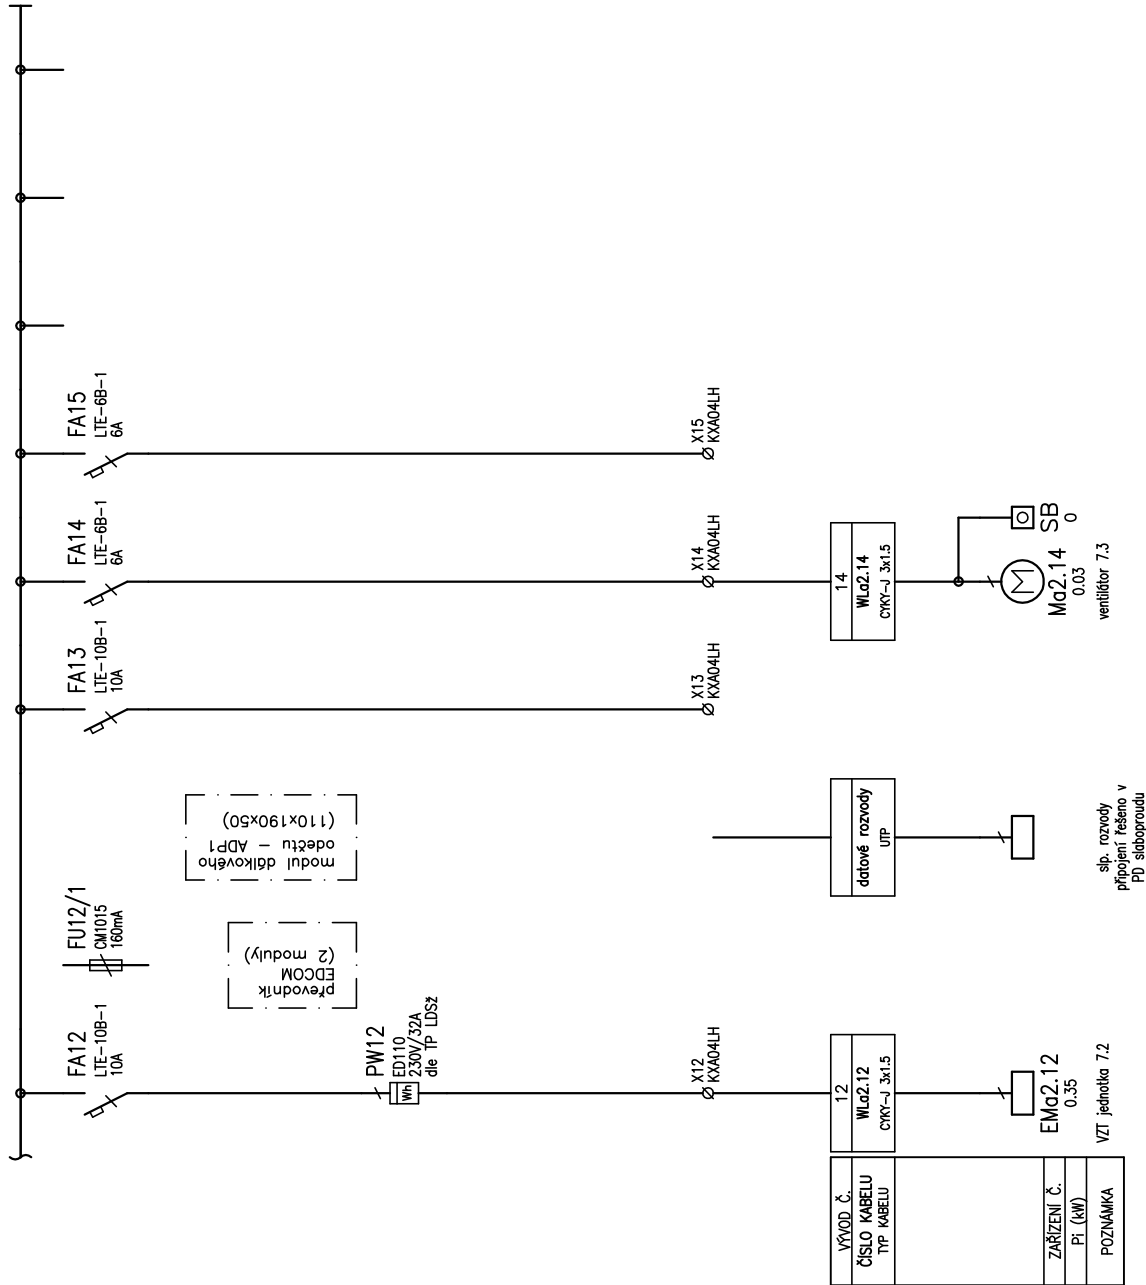 FA12
LTE-10B-1
10A
FU12/1
CM1015
160mA
FA13
LTE-10B-1
10A
FA14
LTE-6B-1
6A
FA15
LTE-6B-1
6A
převodník
EDCOM
(2 moduly)
modul dálkového
odečtu - ADP1
(110x190x50)
PW12
ED110
230V/32A
dle TP LDSž
Wh
X12
KXA04LH
X13
KXA04LH
X14
KXA04LH
X15
KXA04LH
VÝVOD Č.
12
14
ČÍSLO KABELU
WLa2.12
datové rozvody
WLa2.14
TYP KABELU
CYKY-J 3x1.5
UTP
CYKY-J 3x1.5
M
SB
0
ZAŘÍZENÍ Č.
EMa2.12
Ma2.14
Pi (kW)
0.35
0.03
POZNÁMKA
VZT jednotka 7.2
slp. rozvody
připojení řešeno v
PD slaboproudu
ventilátor 7.3